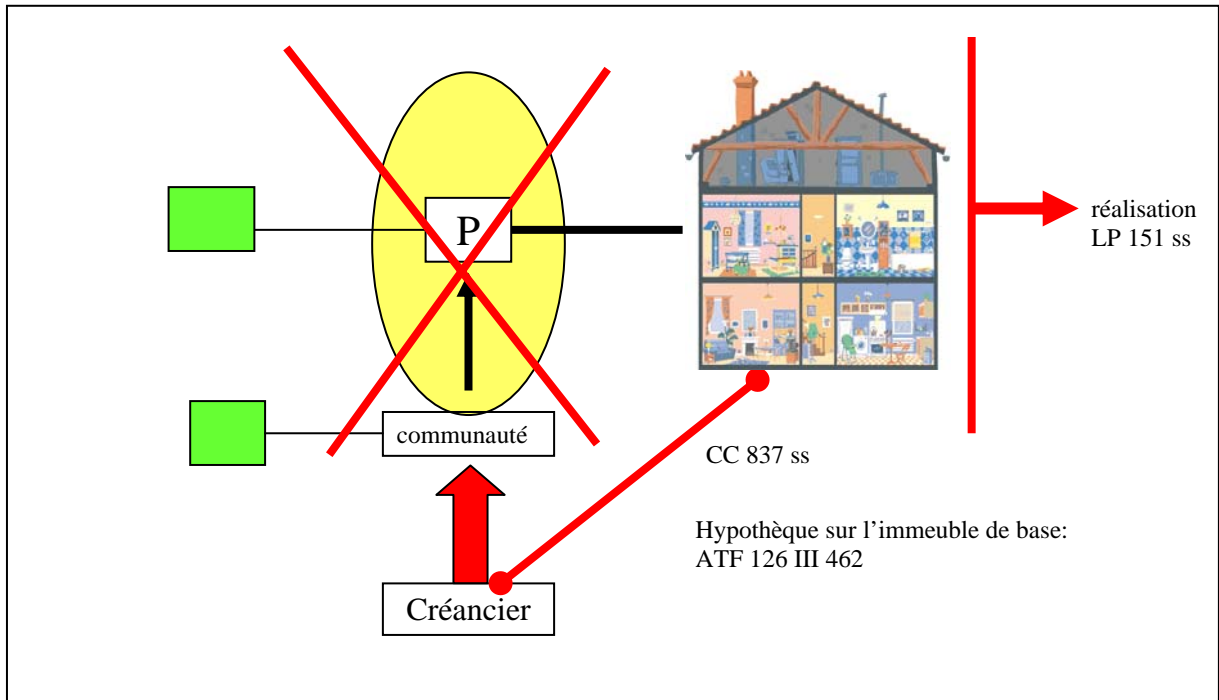 P
réalisation
LP 151 ss
communauté
CC 837 ss
Hypothèque sur l’immeuble de base:
ATF 126 III 462
Créancier